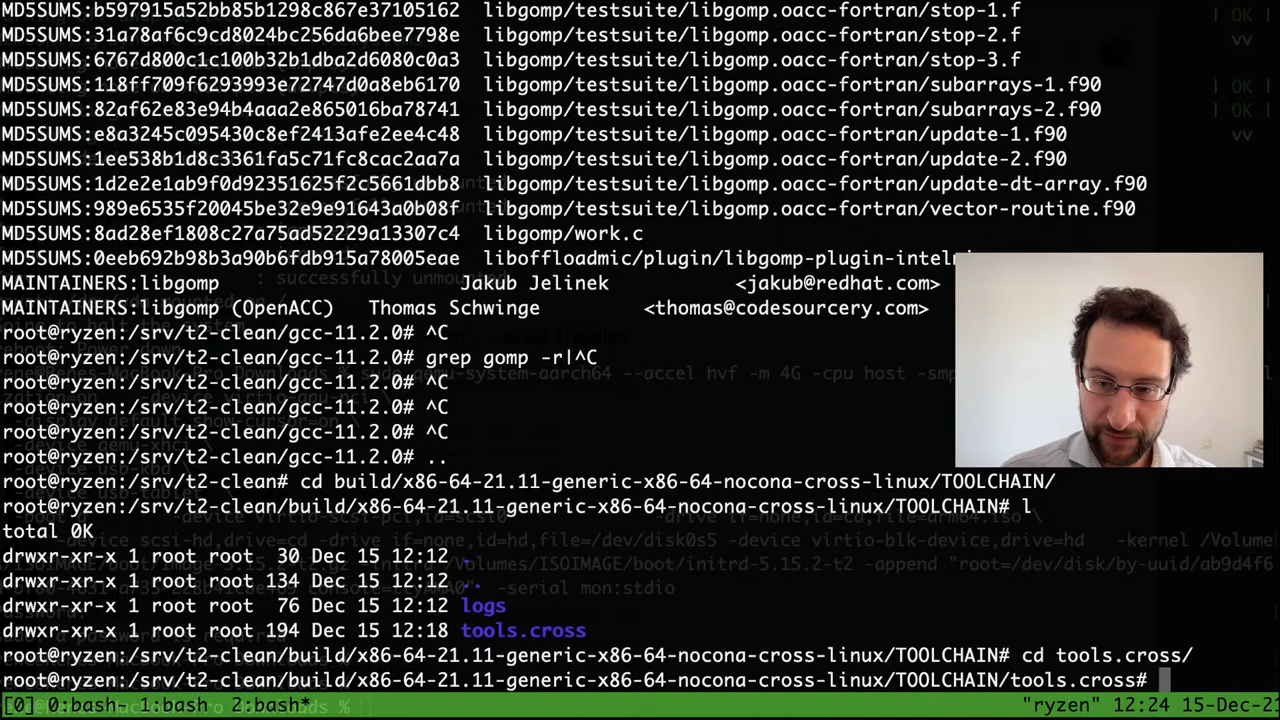 MD5SUMS:b597915a52bb85b1298c867e37105162  libgomp/testsuite/libgomp.oacc-fortran/stop-1.f
MD5SUMS:31a78af6c9cd8024bc256da6bee7798e  libgomp/testsuite/libgomp.oacc-fortran/stop-2.f
MD5SUMS:6767d800c1c100b32b1dba2d6080c0a3  libgomp/testsuite/libgomp.oacc-fortran/stop-3.f
MD5SUMS:118ff709f6293993c72747d0a8eb6170  libgomp/testsuite/libgomp.oacc-fortran/subarrays-1.f90
MD5SUMS:82af62e83e94b4aaa2e865016ba78741  libgomp/testsuite/libgomp.oacc-fortran/subarrays-2.f90
MD5SUMS:e8a3245c095430c8ef2413afe2ee4c48  libgomp/testsuite/libgomp.oacc-fortran/update-1.f90
MD5SUMS:1ee538b1d8c3361fa5c71fc8cac2aa7a  libgomp/testsuite/libgomp.oacc-fortran/update-2.f90
MD5SUMS:1d2e2e1ab9f0d92351625f2c5661dbb8  libgomp/testsuite/libgomp.oacc-fortran/update-dt-array.f90
MD5SUMS:989e6535f20045be32e9e91643a0b08f  libgomp/testsuite/libgomp.oacc-fortran/vector-routine.f90
MD5SUMS:8ad28ef1808c27a75ad52229a13307c4  libgomp/work.c
MD5SUMS:0eeb692b98b3a90b6fdb915a78005eae  liboffloadmic/plugin/libgomp-plugin-intel
MAINTAINERS:libgomp Jakub Jelinek <jakub@redhat.com>
MAINTAINERS:libgomp (OpenACC) Thomas Schwinge <thomas@codesourcery.com>
root@ryzen:/srv/t2-clean/gcc-11.2.0# ^C
root@ryzen:/srv/t2-clean/gcc-11.2.0# grep gomp -r|^C
root@ryzen:/srv/t2-clean/gcc-11.2.0# ^C
root@ryzen:/srv/t2-clean/gcc-11.2.0# ^C
root@ryzen:/srv/t2-clean/gcc-11.2.0# ^C
root@ryzen:/srv/t2-clean/gcc-11.2.0# ..
root@ryzen:/srv/t2-clean# cd build/x86-64-21.11-generic-x86-64-nocona-cross-linux/TOOLCHAIN/
root@ryzen:/srv/t2-clean/build/x86-64-21.11-generic-x86-64-nocona-cross-linux/TOOLCHAIN# l
total 0K
drwxr-xr-x 1 root root  30 Dec 15 12:12 .
drwxr-xr-x 1 root root 134 Dec 15 12:12 ..
drwxr-xr-x 1 root root  76 Dec 15 12:12 logs
drwxr-xr-x 1 root root 194 Dec 15 12:18 tools.cross
root@ryzen:/srv/t2-clean/build/x86-64-21.11-generic-x86-64-nocona-cross-linux/TOOLCHAIN# cd tools.cross/
root@ryzen:/srv/t2-clean/build/x86-64-21.11-generic-x86-64-nocona-cross-linux/TOOLCHAIN/tools.cross#
[0] 0:bash- 1:bash  2:bash* "ryzen" 12:24 15-Dec-21